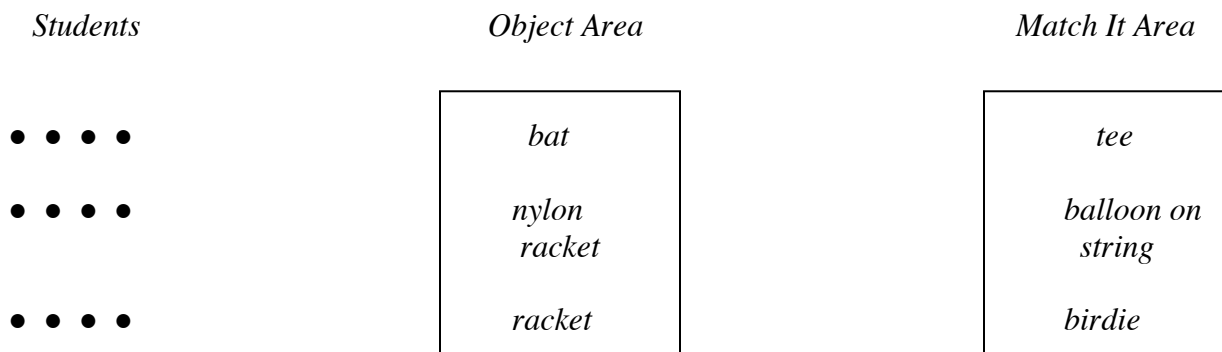 Students Object Area Match It Area
• • • • bat tee
• • • • nylon balloon on
racket string
• • • • racket birdie